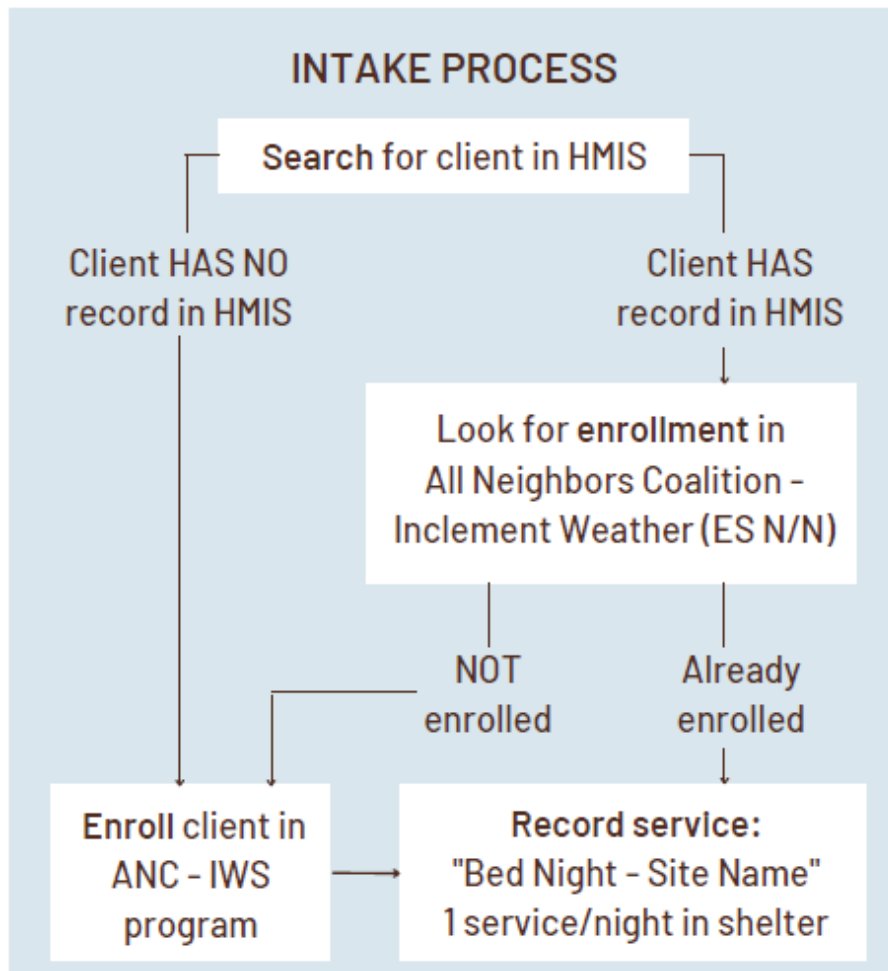 INTAKE PROCESS
Search for client in HMIS
Client HAS NO
record in HMIS
Client HAS
record in HMIS
Look for enrollment in
All Neighbors Coalition -
Inclement Weather (ES N/N)
NOT
enrolled
Already
enrolled
Enroll client in
ANC - IWS
program
Record service:
"Bed Night - Site Name"
1 service/night in shelter